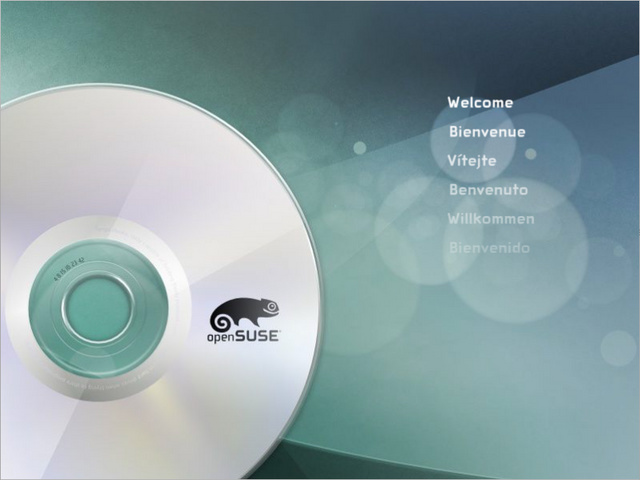 Welcome
Bienvenue
Vítejte
Benvenuto
Willkommen
Bienvenido
openSUSE